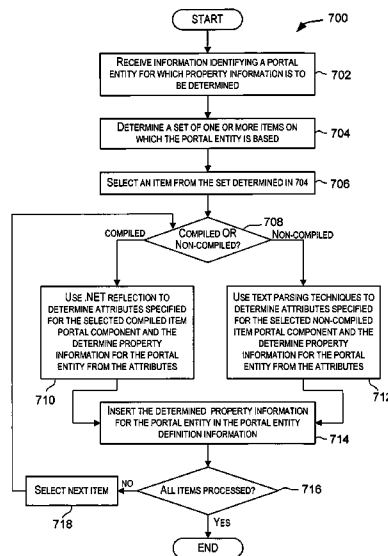 START
700
RECEIVE INFORMATION IDENTIFYING A PORTAL
ENTITY FOR WHICH PROPERTY INFORMATION IS TO
BE DETERMINED
702
DETERMINE A SET OF ONE OR MORE ITEMS ON
WHICH THE PORTAL ENTITY IS BASED
704
SELECT AN ITEM FROM THE SET DETERMINED IN 704
706
708
COMPILED OR
NON-COMPILED?
COMPILED
NON-COMPILED
USE .NET REFLECTION TO
DETERMINE ATTRIBUTES SPECIFIED
FOR THE SELECTED COMPILED ITEM
PORTAL COMPONENT AND THE
DETERMINE PROPERTY
INFORMATION FOR THE PORTAL
ENTITY FROM THE ATTRIBUTES
710
USE TEXT PARSING TECHNIQUES TO
DETERMINE ATTRIBUTES SPECIFIED
FOR THE SELECTED NON-COMPILED
ITEM PORTAL COMPONENT AND THE
DETERMINE PROPERTY
INFORMATION FOR THE PORTAL
ENTITY FROM THE ATTRIBUTES
712
INSERT THE DETERMINED PROPERTY INFORMATION
FOR THE PORTAL ENTITY IN THE PORTAL ENTITY
DEFINITION INFORMATION
714
ALL ITEMS PROCESSED?
716
NO
SELECT NEXT ITEM
718
YES
END